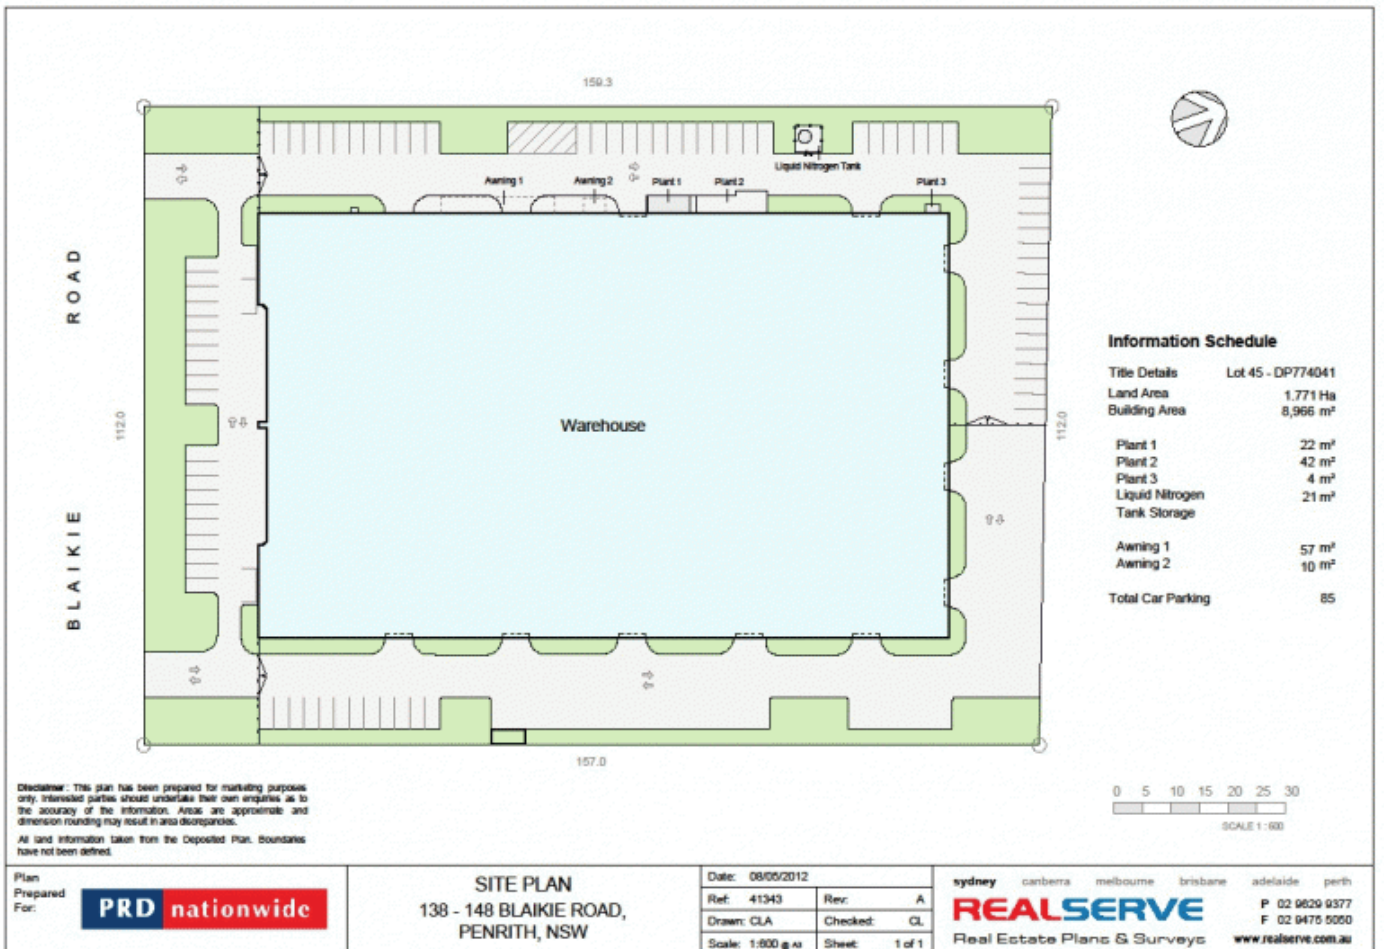 159.3
Liquid Nitrogen Tank
Awning 1 Awning 2 Plant 1 Plant 2 Plant 3
BLAIKIE ROAD
112.0
Warehouse
112.0
157.0
Information Schedule
Title Details Lot 45 - DP774041
Land Area 1.771 Ha
Building Area 8,966 m²
Plant 1 22 m²
Plant 2 42 m²
Plant 3 4 m²
Liquid Nitrogen 21 m²
Tank Storage
Awning 1 57 m²
Awning 2 10 m²
Total Car Parking 85
Disclaimer: This plan has been prepared for marketing purposes
only. Interested parties should undertake their own enquiries as to
the accuracy of the information. Areas are approximate and
dimension rounding may result in area discrepancies.
All land information taken from the Deposited Plan. Boundaries
have not been defined.
0 5 10 15 20 25 30
SCALE 1:600
Plan
Prepared
For:
PRD nationwide
SITE PLAN
138 - 148 BLAIKIE ROAD,
PENRITH, NSW
Date: 08/05/2012
Ref: 41343 Rev: A
Drawn: CLA Checked: CL
Scale: 1:600 @ A3 Sheet: 1 of 1
sydney canberra melbourne brisbane adelaide perth
REALSERVE
Real Estate Plans & Surveys
P 02 9629 9377
F 02 9475 5050
www.realserve.com.au